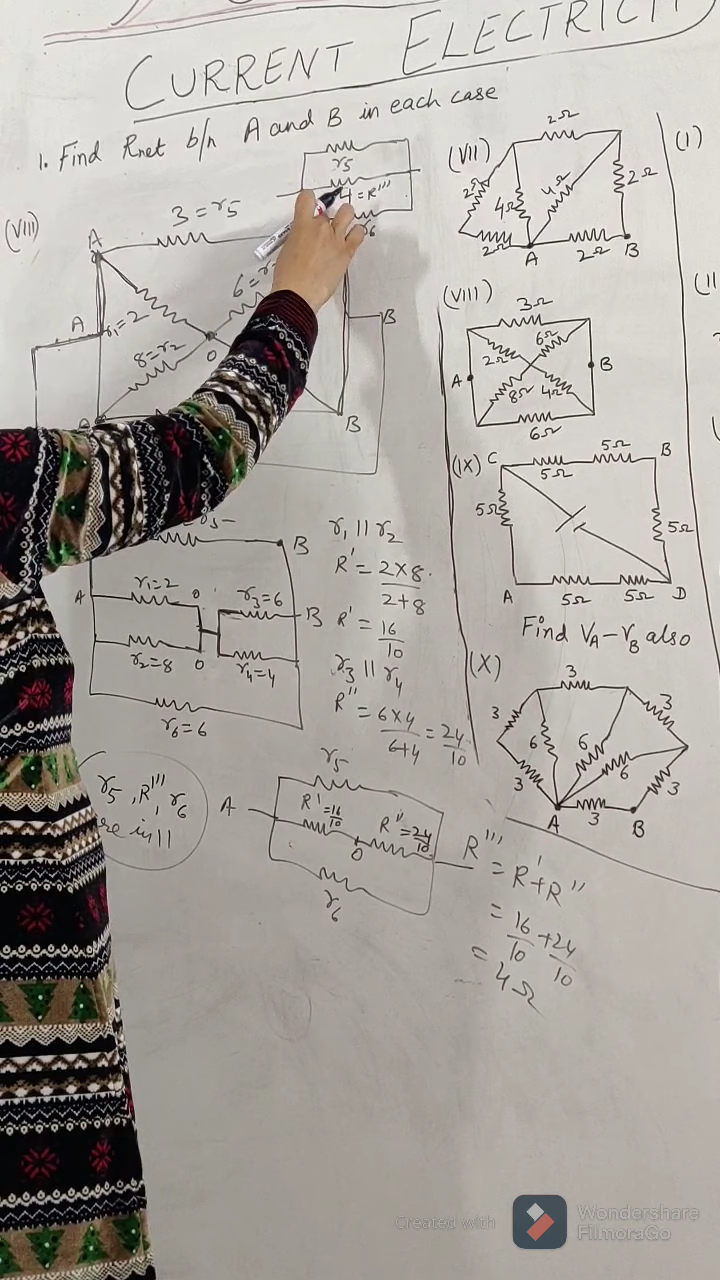 CURRENT ELECTRICITY
1. Find Rnet b/n A and B in each case
(VIII)
A
3 = r5
r5
4 = R'''
r6
A
r1=2
8=r2
O
B
B
r5
B
A
r1=2
O
r3=6
B
r2=8
O
r4=4
r6=6
r1 || r2
R' = 2×8
2+8
R' = 16
10
r3 || r4
R'' = 6×4 = 24
6+4 10
r5, R''', r6
are in ||
A
r5
R'=16
10
O
R''=24
10
r6
R''' = R'+R''
= 16 + 24
10 10
= 4Ω
(VII)
2Ω
2Ω
4Ω
4Ω
2Ω
2Ω
A
2Ω
B
(VIII)
3Ω
2Ω
6Ω
A
B
8Ω
4Ω
6Ω
(IX)
C
5Ω
5Ω
B
5Ω
5Ω
A
5Ω
5Ω
D
Find VA-VB also
(X)
3
3
3
6
6
6
3
3
A
3
B
(I)
(II
Created with
Wondershare
FilmoraGo